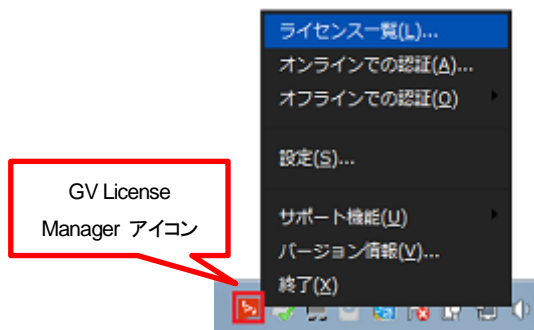 ライセンス一覧(L)...
オンラインでの認証(A)...
オフラインでの認証(O)
設定(S)...
サポート機能(U)
バージョン情報(V)...
終了(X)
GV License
Manager アイコン